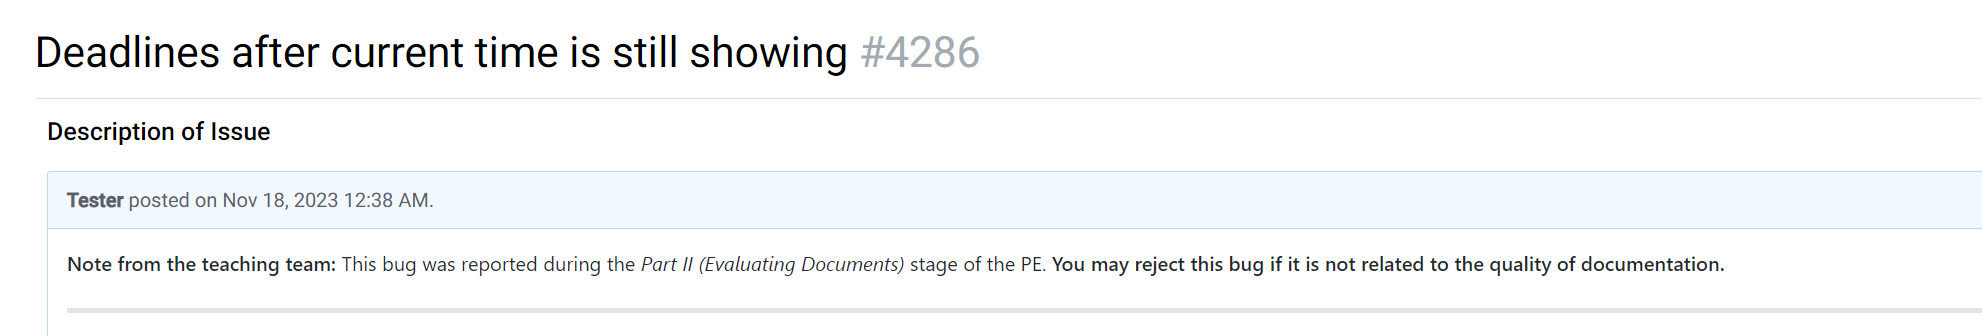 Deadlines after current time is still showing #4286
Description of Issue
Tester posted on Nov 18, 2023 12:38 AM.
Note from the teaching team: This bug was reported during the Part II (Evaluating Documents) stage of the PE. You may reject this bug if it is not related to the quality of documentation.